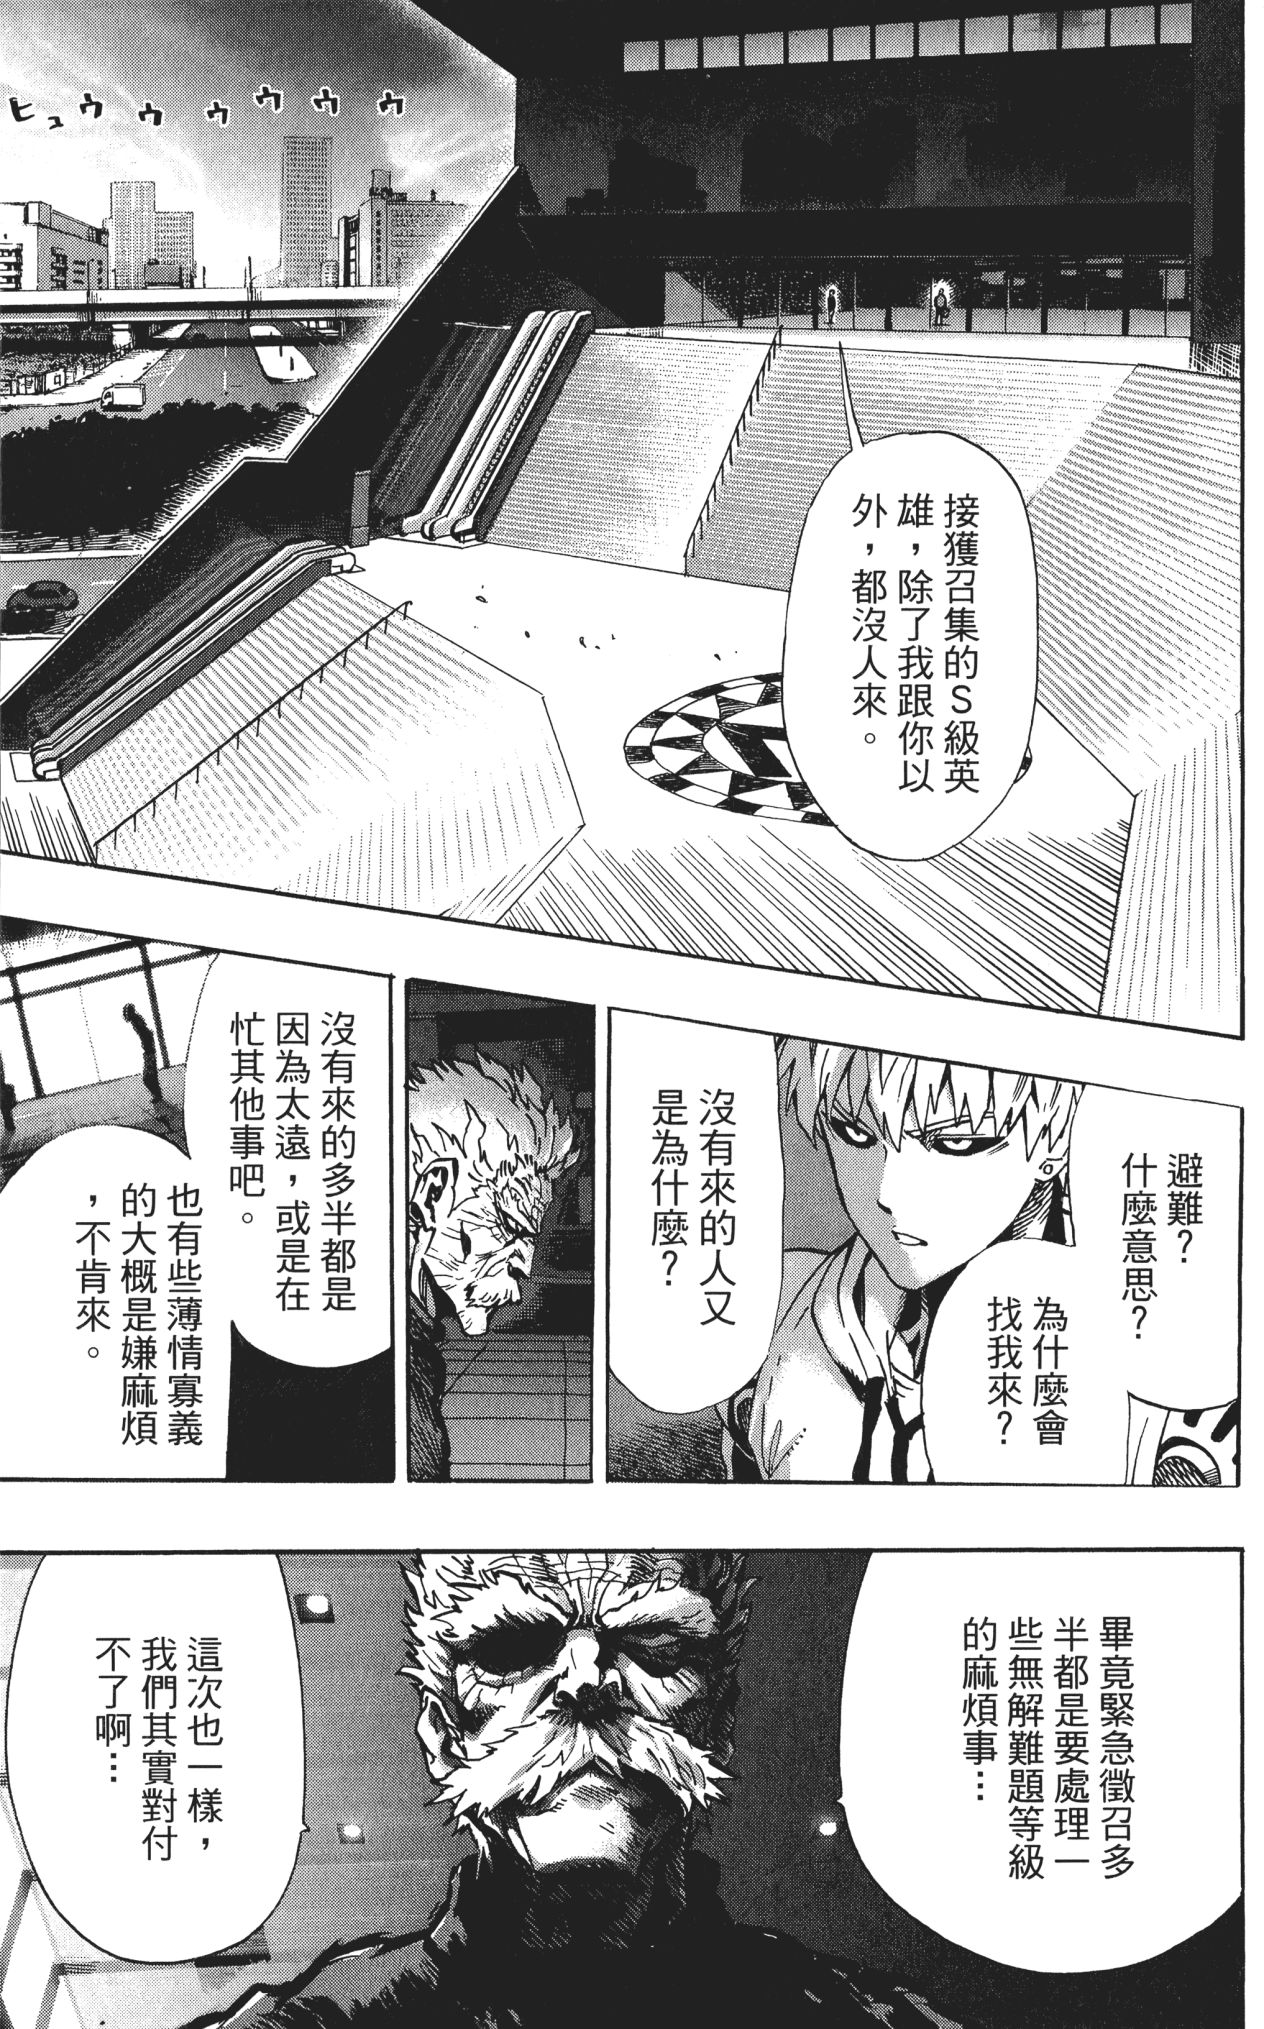 ヒュウウウウウウ
接獲召集的S級英
雄，除了我跟你以
外，都沒人來。
避難？
什麼意思？
為什麼會
找我來？
沒有來的人又
是為什麼？
沒有來的多半都是
因為太遠，或是在
忙其他事吧。
也有些薄情寡義
的大概是嫌麻煩
，不肯來。
畢竟緊急徵召多
半都是要處理一
些無解難題等級
的麻煩事…
這次也一樣，
我們其實對付
不了啊…